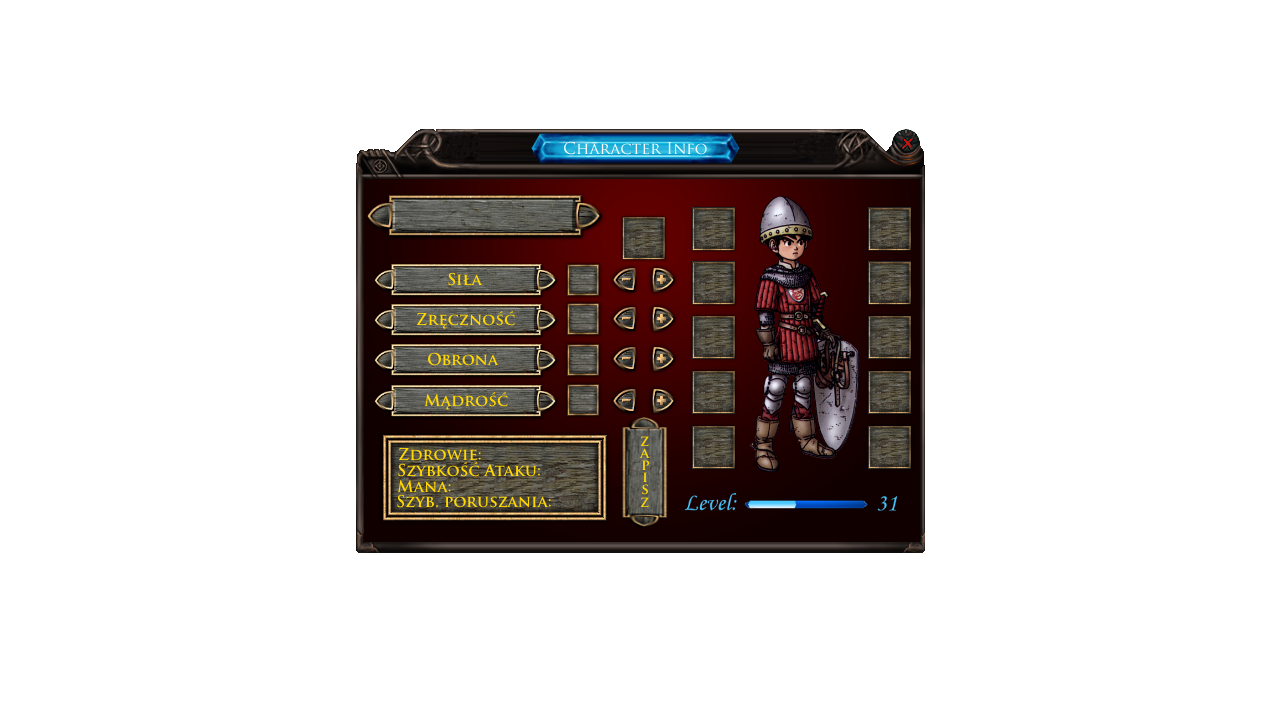 Character Info
Siła
Zręczność
Obrona
Mądrość
Zdrowie:
Szybkość Ataku:
Mana:
Szyb. poruszania:
ZAPISZ
Level: 31